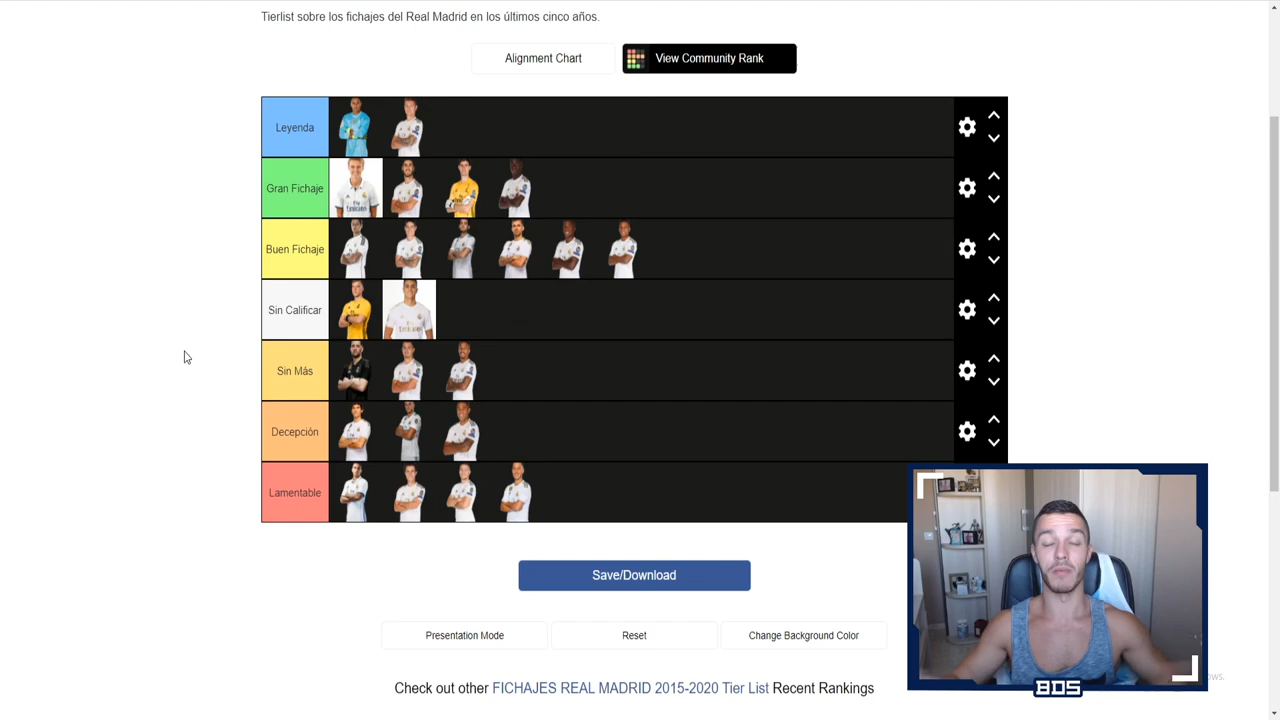 Tierlist sobre los fichajes del Real Madrid en los últimos cinco años.
Alignment Chart
View Community Rank
Leyenda
Gran Fichaje
Buen Fichaje
Sin Calificar
Sin Más
Decepción
Lamentable
Save/Download
Presentation Mode
Reset
Change Background Color
Check out other FICHAJES REAL MADRID 2015-2020 Tier List Recent Rankings